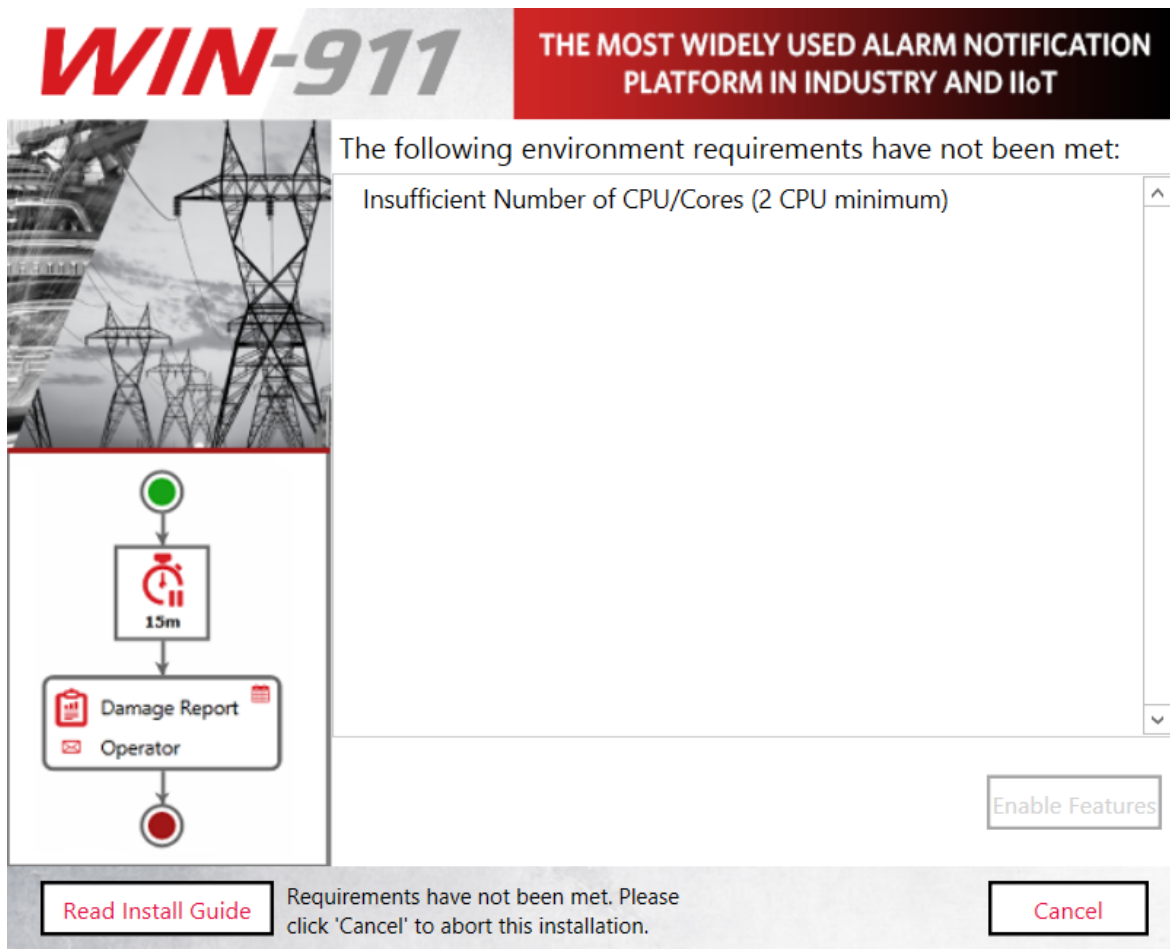 WIN-911
THE MOST WIDELY USED ALARM NOTIFICATION
PLATFORM IN INDUSTRY AND IIoT
The following environment requirements have not been met:
Insufficient Number of CPU/Cores (2 CPU minimum)
15m
Damage Report
Operator
Enable Features
Read Install Guide
Requirements have not been met. Please
click 'Cancel' to abort this installation.
Cancel